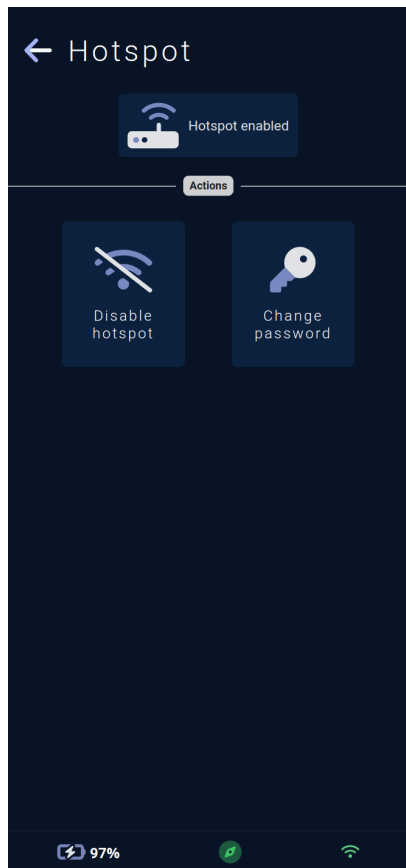 Hotspot
Hotspot enabled
Actions
Disable
hotspot
Change
password
97%